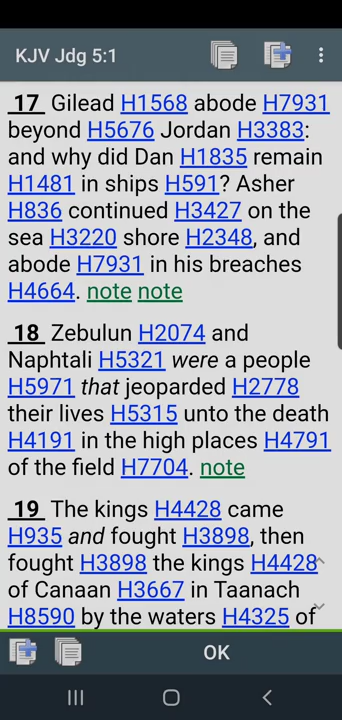 KJV Jdg 5:1
17 Gilead H1568 abode H7931
beyond H5676 Jordan H3383:
and why did Dan H1835 remain
H1481 in ships H591? Asher
H836 continued H3427 on the
sea H3220 shore H2348, and
abode H7931 in his breaches
H4664. note note
18 Zebulun H2074 and
Naphtali H5321 were a people
H5971 that jeoparded H2778
their lives H5315 unto the death
H4191 in the high places H4791
of the field H7704. note
19 The kings H4428 came
H935 and fought H3898, then
fought H3898 the kings H4428
of Canaan H3667 in Taanach
H8590 by the waters H4325 of
OK